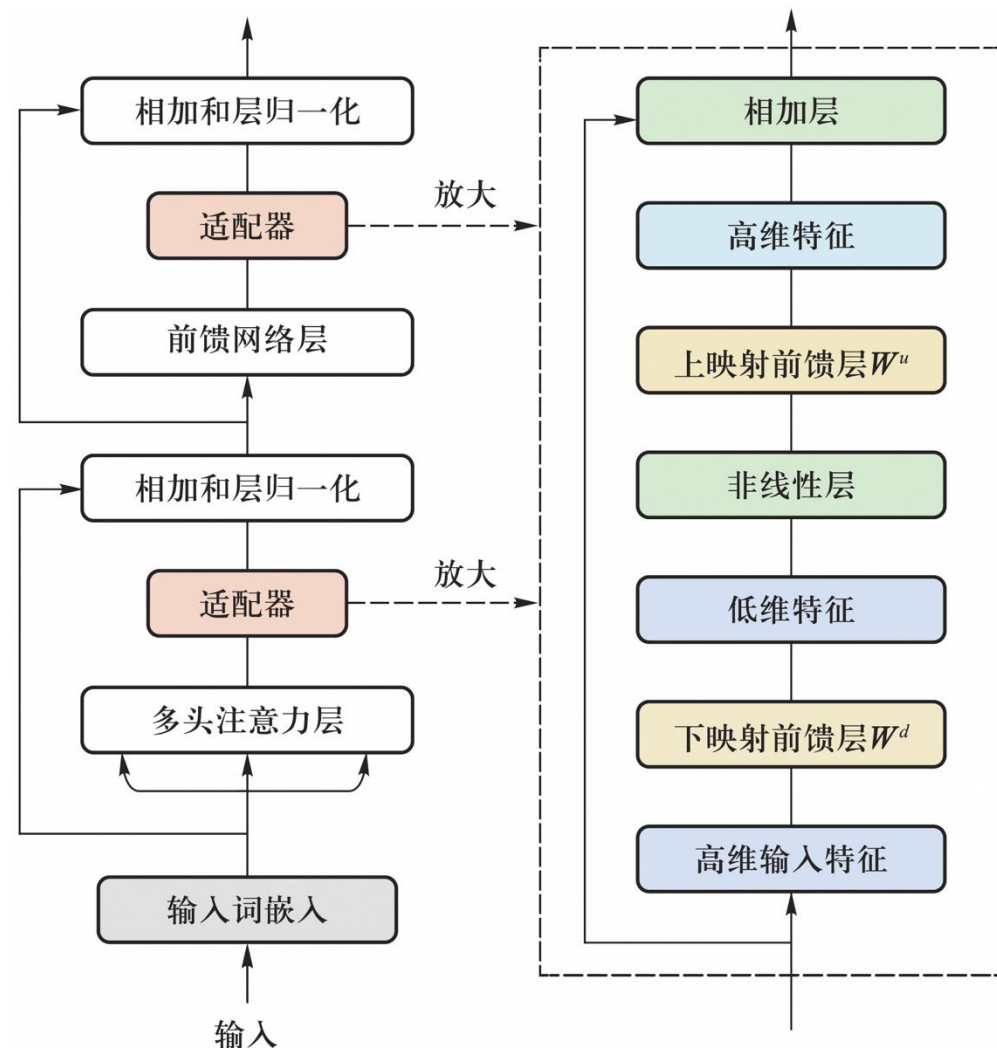 相加和层归一化
适配器
放大
前馈网络层
相加和层归一化
适配器
放大
多头注意力层
输入词嵌入
输入
相加层
高维特征
上映射前馈层W^u
非线性层
低维特征
下映射前馈层W^d
高维输入特征